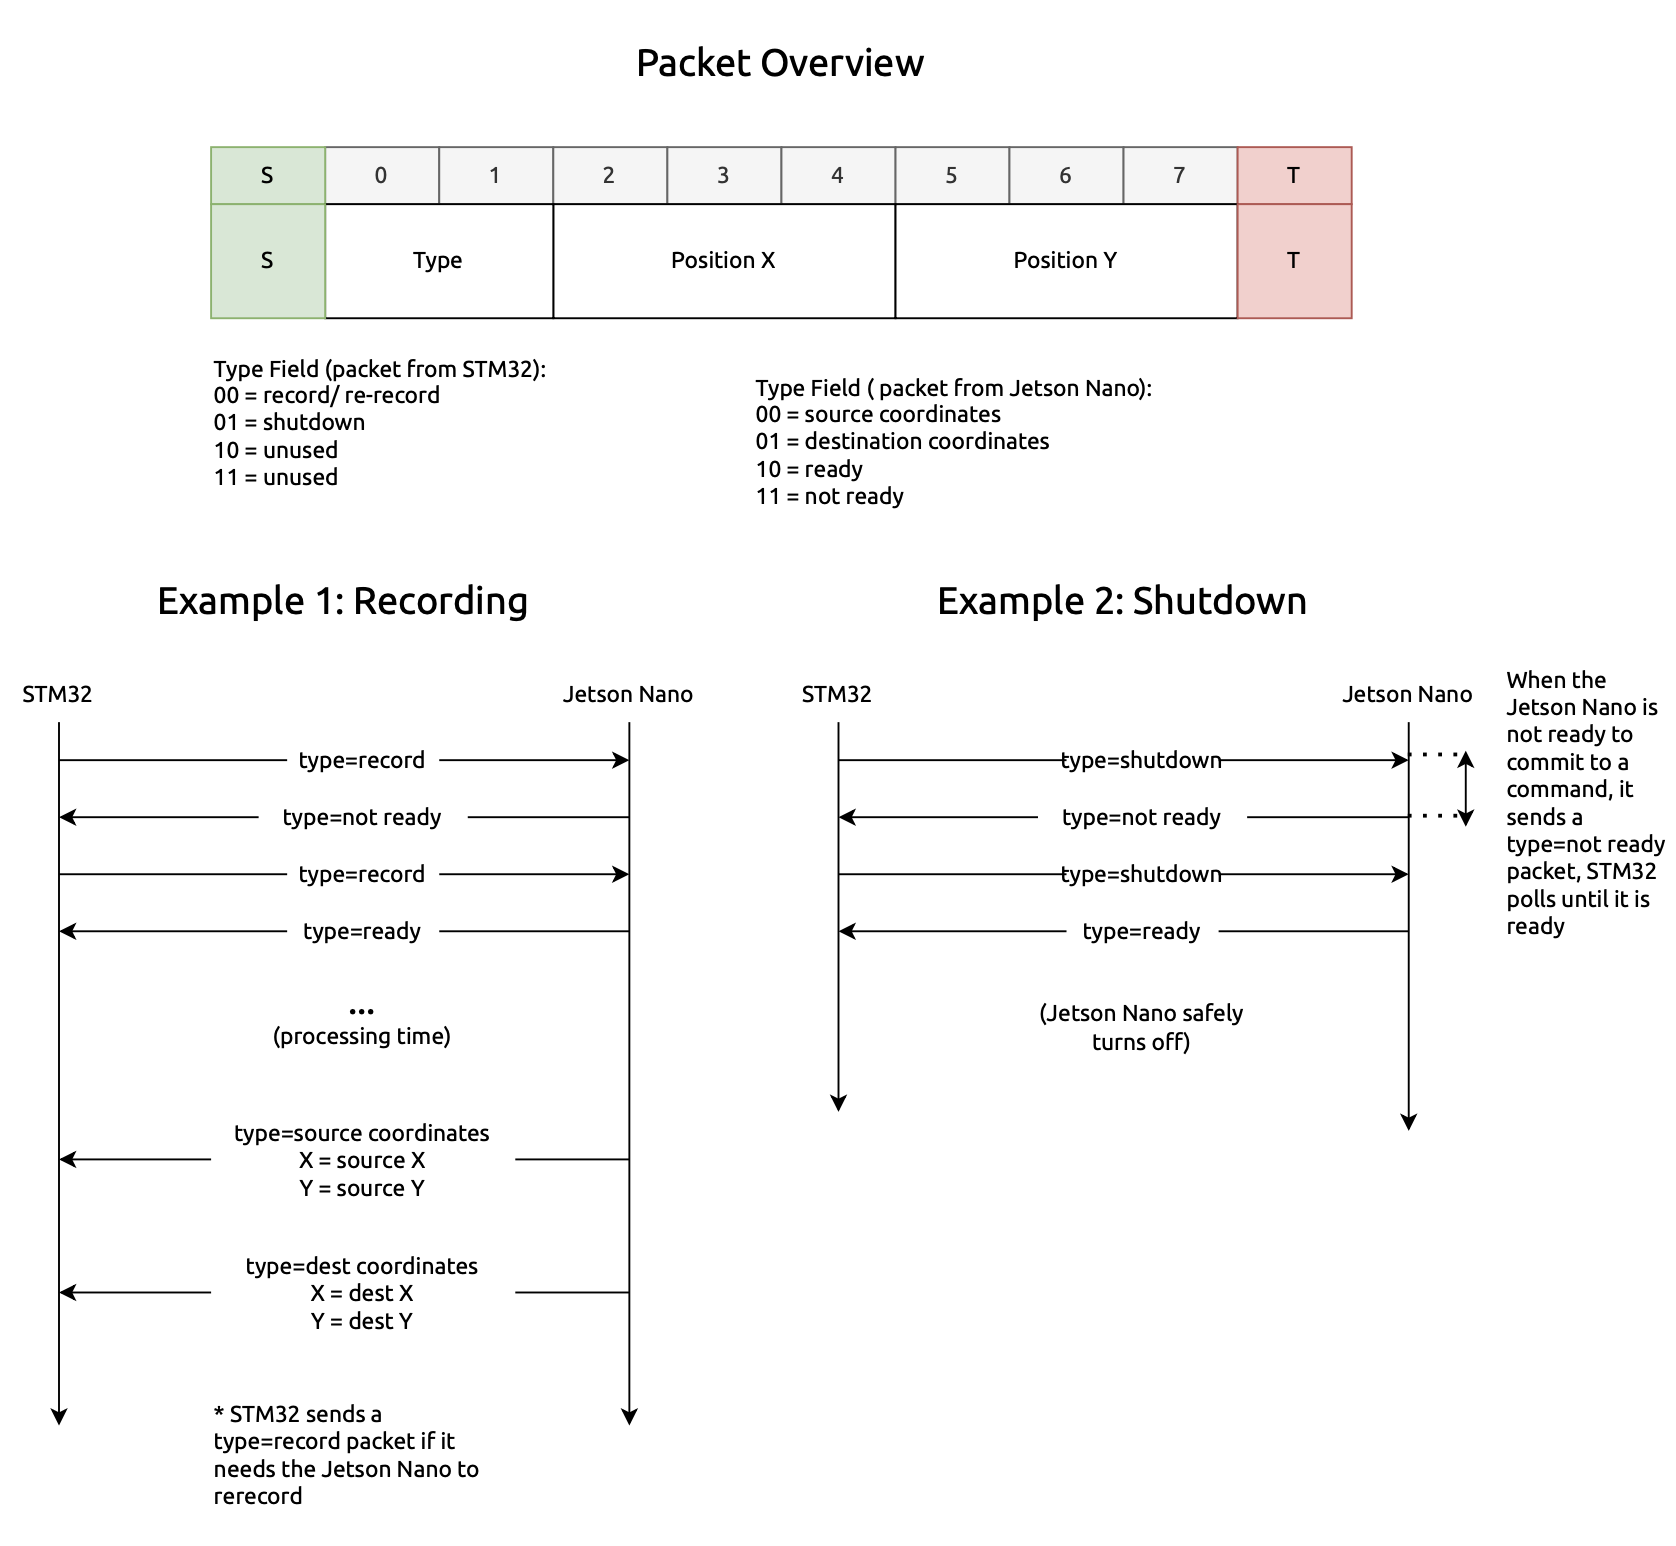 Packet Overview
S 0 1 2 3 4 5 6 7 T
S Type Position X Position Y T
Type Field (packet from STM32):
00 = record/ re-record
01 = shutdown
10 = unused
11 = unused
Type Field ( packet from Jetson Nano):
00 = source coordinates
01 = destination coordinates
10 = ready
11 = not ready
Example 1: Recording
STM32 Jetson Nano
type=record
type=not ready
type=record
type=ready
...
(processing time)
type=source coordinates
X = source X
Y = source Y
type=dest coordinates
X = dest X
Y = dest Y
* STM32 sends a
type=record packet if it
needs the Jetson Nano to
rerecord
Example 2: Shutdown
STM32 Jetson Nano
type=shutdown
type=not ready
type=shutdown
type=ready
(Jetson Nano safely
turns off)
When the
Jetson Nano is
not ready to
commit to a
command, it
sends a
type=not ready
packet, STM32
polls until it is
ready